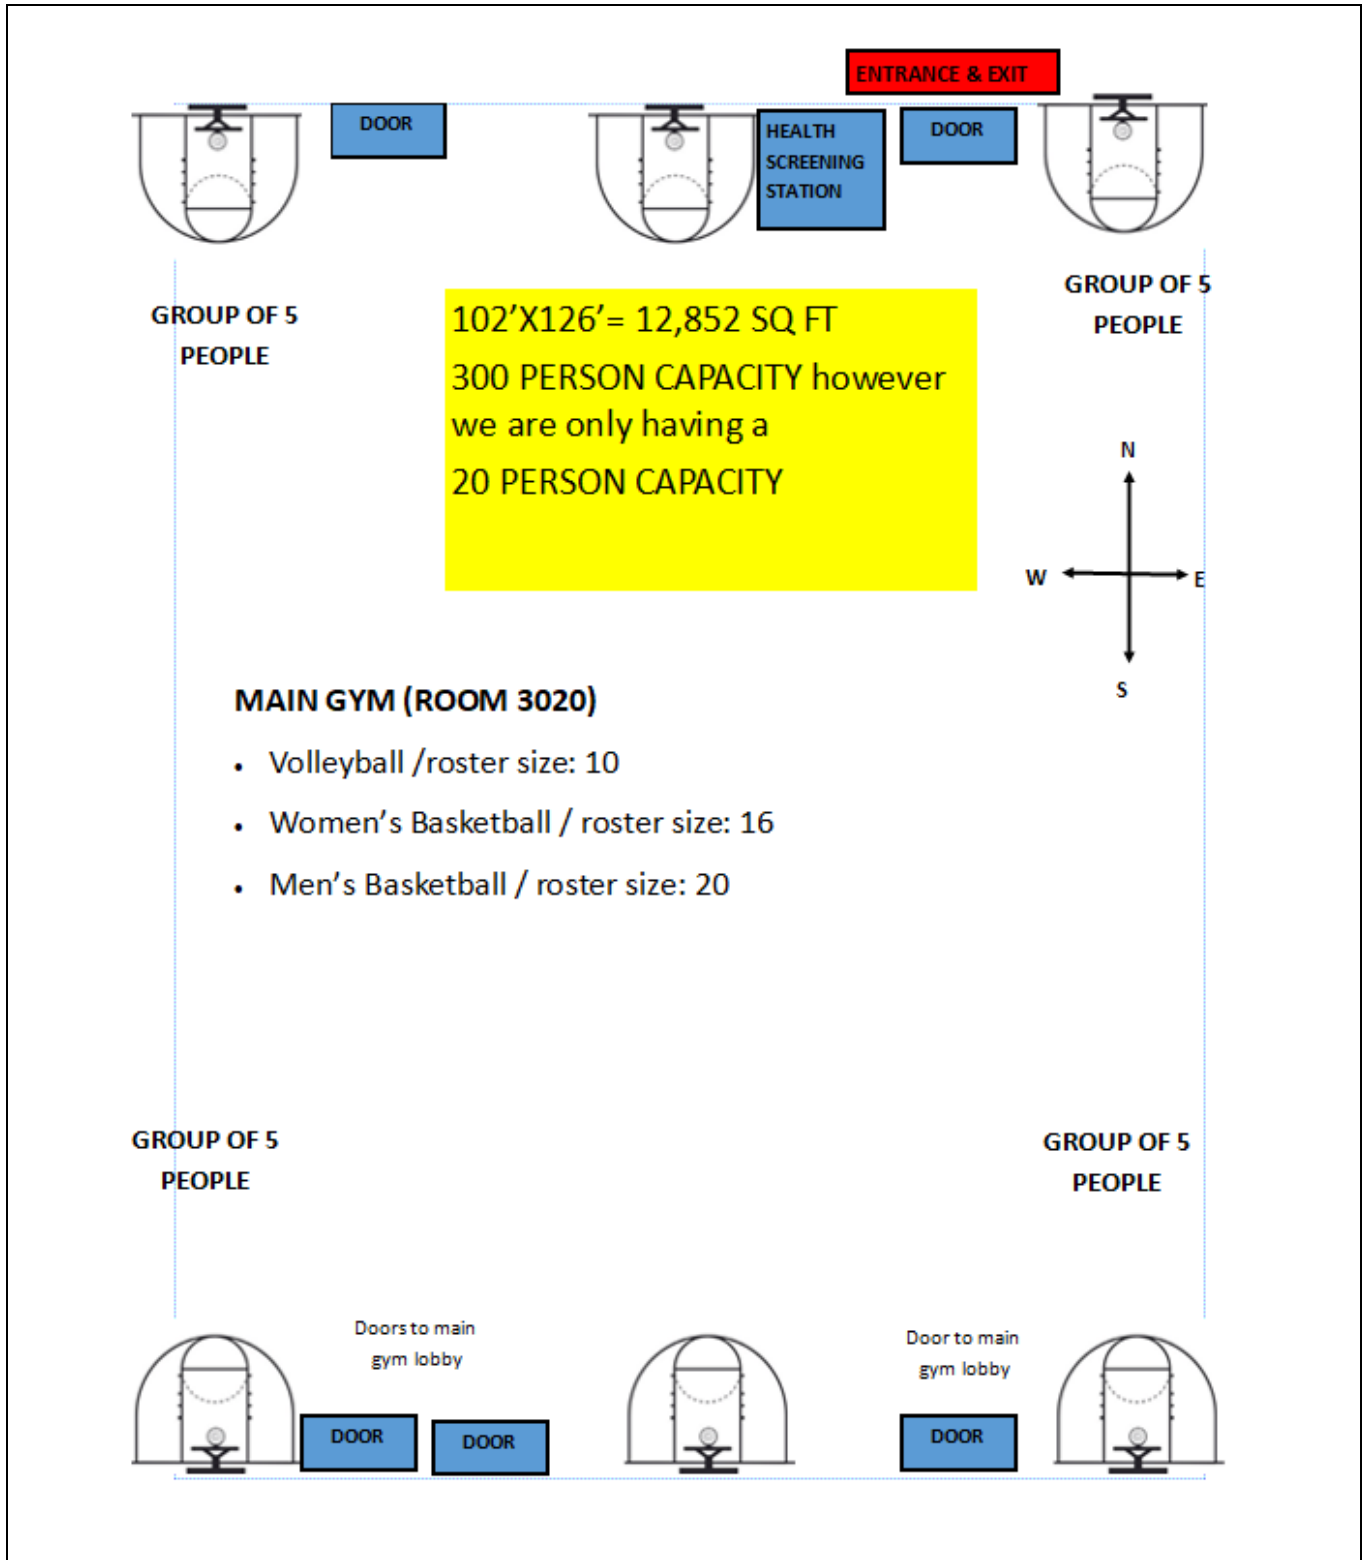 ENTRANCE & EXIT
DOOR
HEALTH
SCREENING
STATION
DOOR
GROUP OF 5
PEOPLE
102’X126’= 12,852 SQ FT
300 PERSON CAPACITY however
we are only having a
20 PERSON CAPACITY
GROUP OF 5
PEOPLE
N
W
E
S
MAIN GYM (ROOM 3020)
• Volleyball /roster size: 10
• Women’s Basketball / roster size: 16
• Men’s Basketball / roster size: 20
GROUP OF 5
PEOPLE
GROUP OF 5
PEOPLE
Doors to main
gym lobby
Door to main
gym lobby
DOOR
DOOR
DOOR